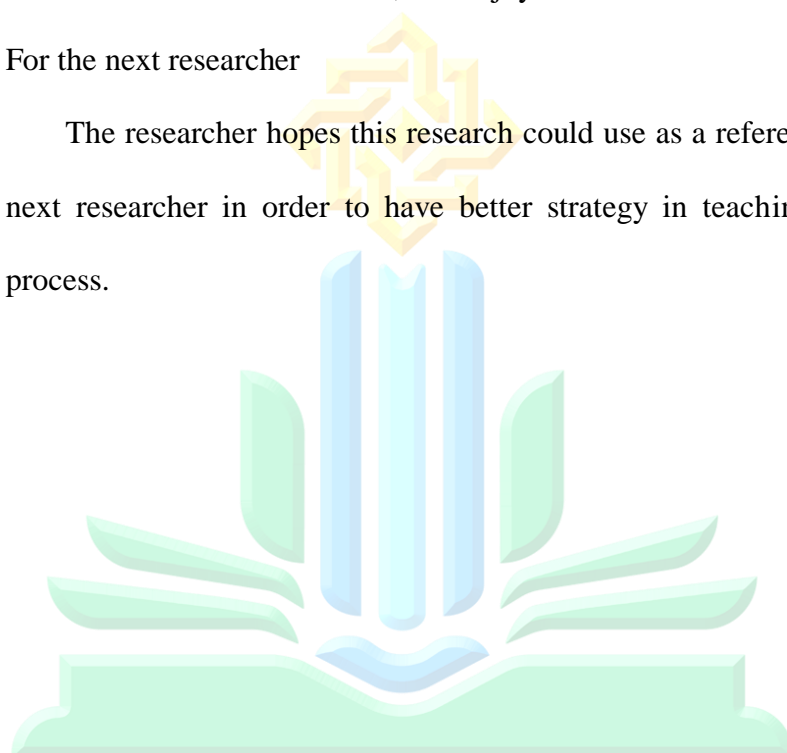 For the next researcher
The researcher hopes this research could use as a refere
next researcher in order to have better strategy in teachin
process.